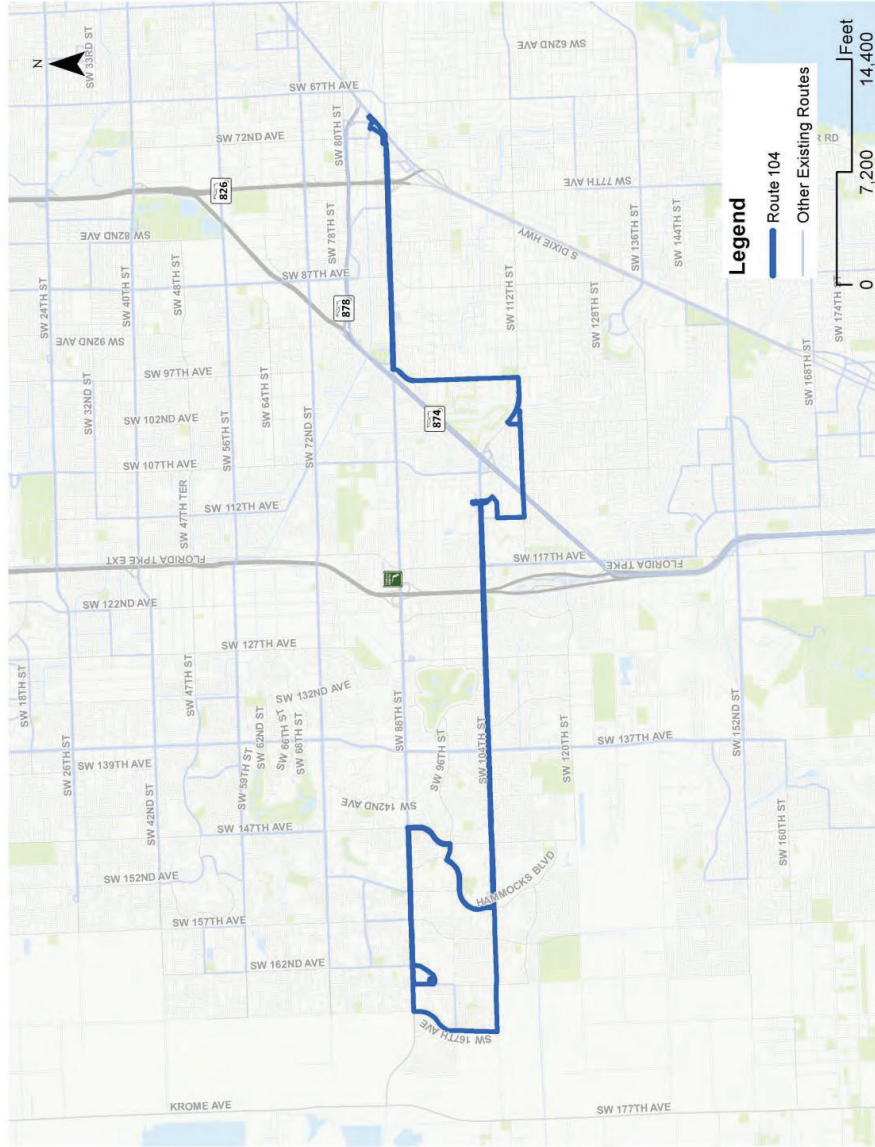 N
SW 33RD ST
SW 62ND AVE
SW 67TH AVE
SW 72ND AVE
SW 80TH ST
SW 77TH AVE
826
SW 82ND AVE
SW 78TH ST
SW 136TH ST
SW 144TH ST
S DIXIE HWY
SW 24TH ST
SW 40TH ST
SW 48TH ST
SW 87TH AVE
878
SW 112TH ST
SW 128TH ST
SW 174TH ST
SW 92ND AVE
SW 32ND ST
SW 97TH AVE
SW 64TH ST
SW 168TH ST
SW 102ND AVE
SW 56TH ST
SW 72ND ST
874
SW 107TH AVE
SW 47TH TER
SW 112TH AVE
FLORIDA TPKE EXT
SW 117TH AVE
FLORIDA TPKE
SW 122ND AVE
SW 127TH AVE
SW 18TH ST
SW 47TH ST
SW 132ND AVE
SW 62ND ST
SW 66TH ST
SW 68TH ST
SW 88TH ST
SW 96TH ST
SW 104TH ST
SW 120TH ST
SW 137TH AVE
SW 152ND ST
SW 26TH ST
SW 139TH AVE
SW 42ND ST
SW 59TH ST
SW 142ND AVE
SW 147TH AVE
SW 160TH ST
SW 152ND AVE
HAMMOCKS BLVD
SW 157TH AVE
SW 162ND AVE
SW 167TH AVE
KROME AVE
SW 177TH AVE
RD
Legend
Route 104
Other Existing Routes
0 7,200 14,400
Feet